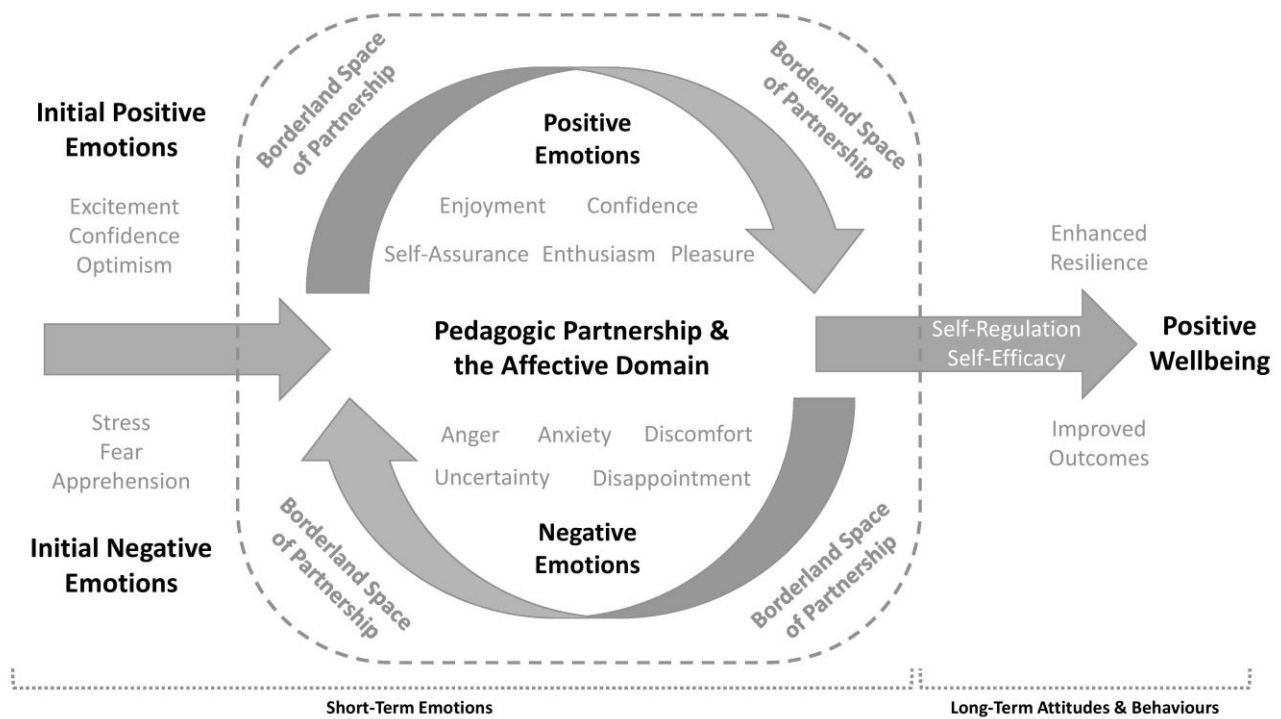 Initial Positive
Emotions
Excitement
Confidence
Optimism
Stress
Fear
Apprehension
Initial Negative
Emotions
Borderland Space
of Partnership
Borderland Space
of Partnership
Positive
Emotions
Enjoyment Confidence
Self-Assurance Enthusiasm Pleasure
Pedagogic Partnership &
the Affective Domain
Anger Anxiety Discomfort
Uncertainty Disappointment
Negative
Emotions
Borderland Space
of Partnership
Borderland Space
of Partnership
Enhanced
Resilience
Self-Regulation
Self-Efficacy
Positive
Wellbeing
Improved
Outcomes
Short-Term Emotions
Long-Term Attitudes & Behaviours